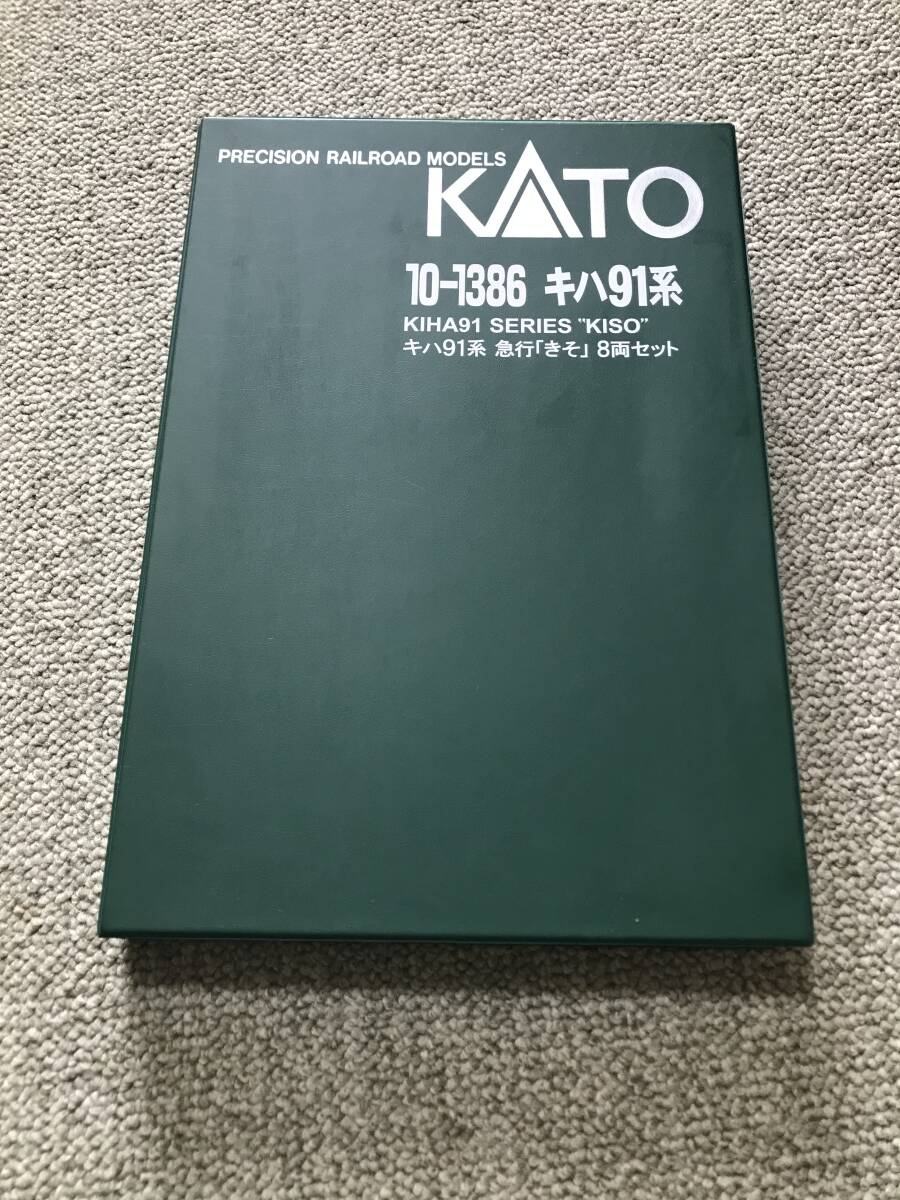 PRECISION RAILROAD MODELS
KATO
10-1386 キハ91系
KIHA91 SERIES "KISO"
キハ91系 急行「きそ」 8両セット